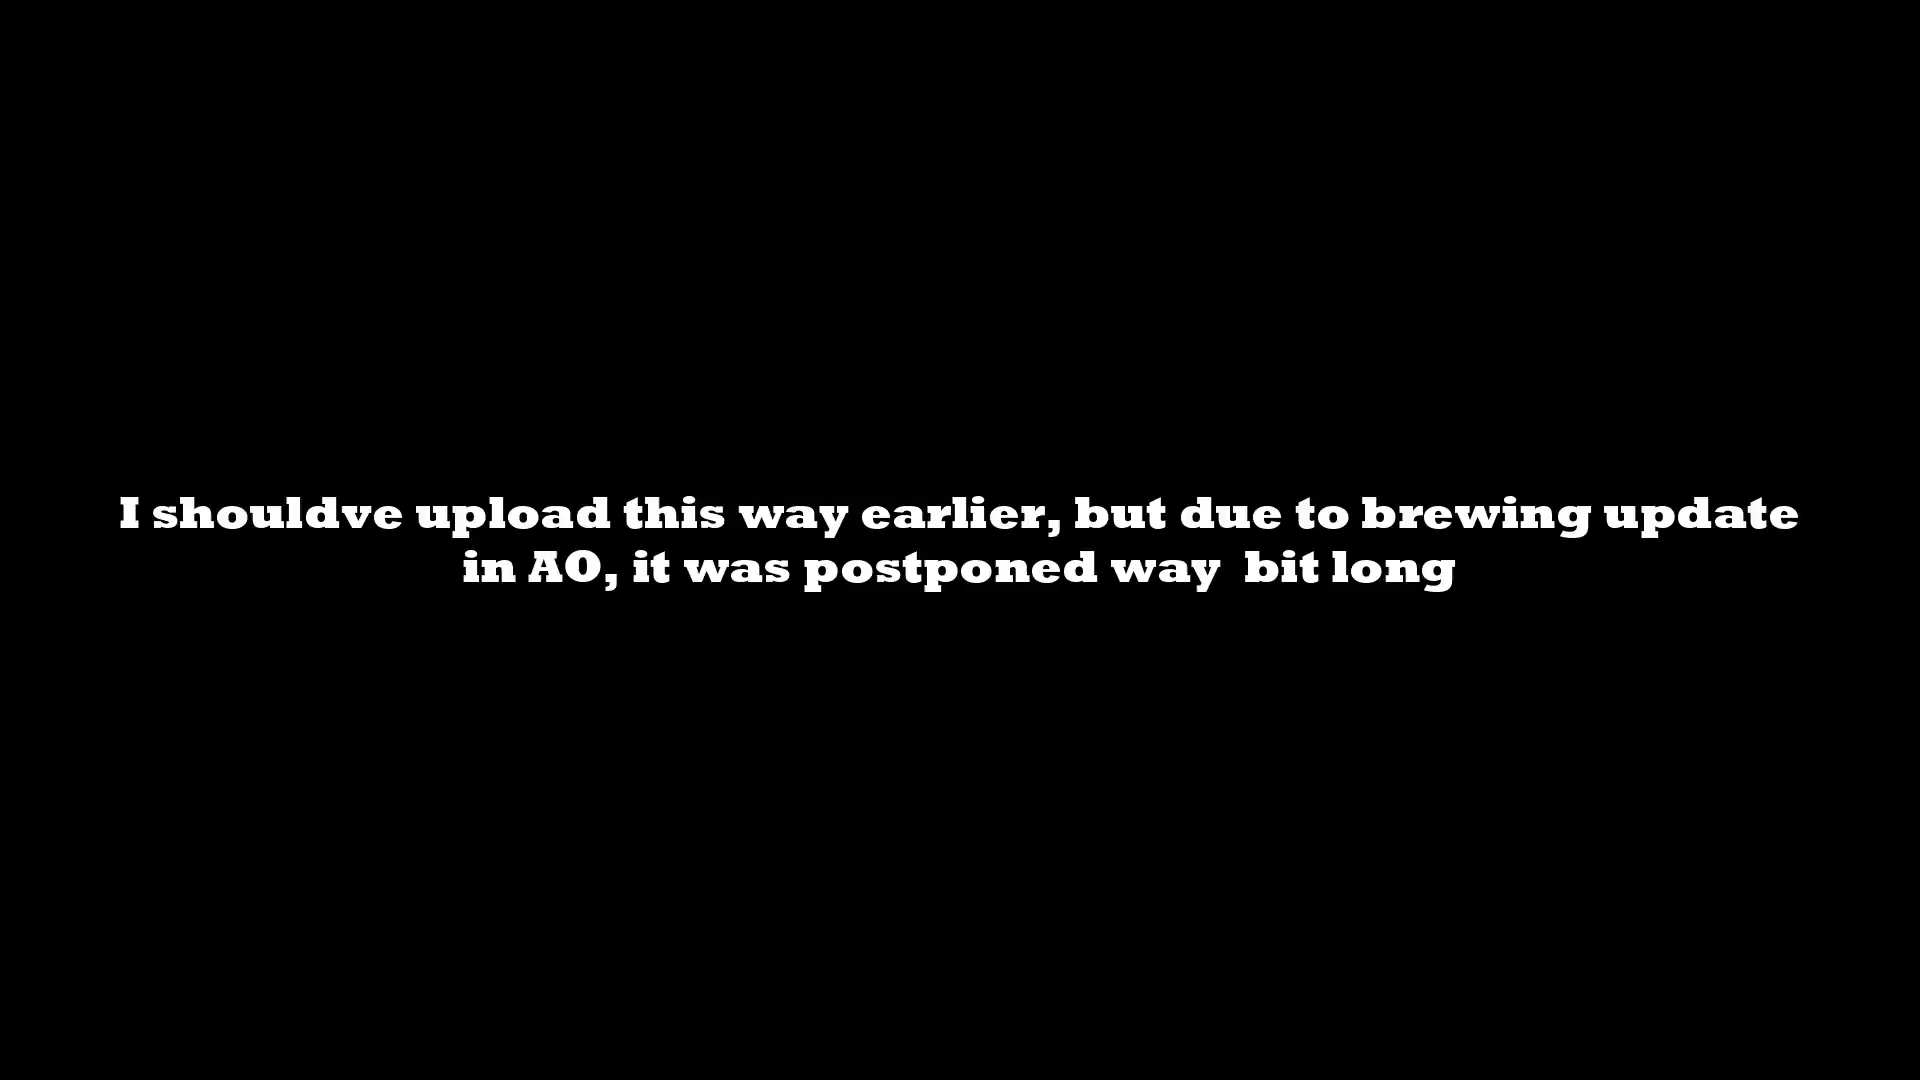 I shouldve upload this way earlier, but due to brewing update
in AO, it was postponed way  bit long